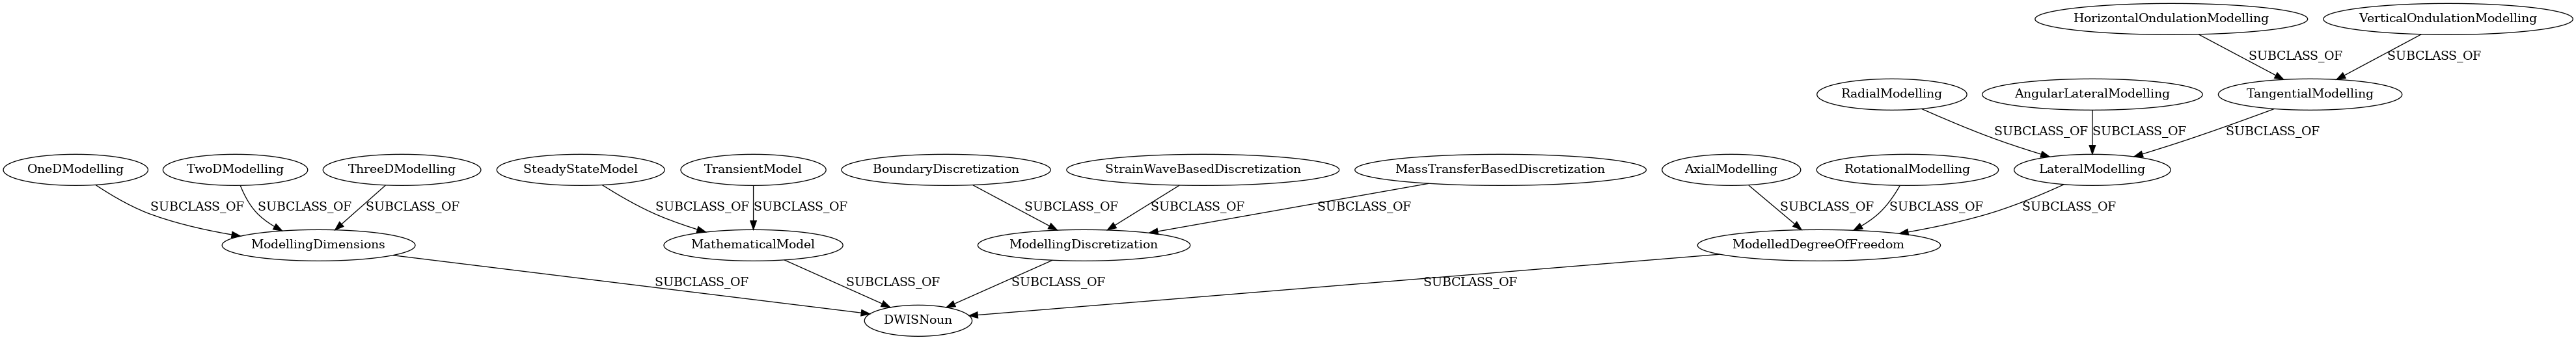 HorizontalOndulationModelling
VerticalOndulationModelling
SUBCLASS_OF
SUBCLASS_OF
RadialModelling
AngularLateralModelling
TangentialModelling
SUBCLASS_OF
SUBCLASS_OF
SUBCLASS_OF
OneDModelling
TwoDModelling
ThreeDModelling
SteadyStateModel
TransientModel
BoundaryDiscretization
StrainWaveBasedDiscretization
MassTransferBasedDiscretization
AxialModelling
RotationalModelling
LateralModelling
SUBCLASS_OF
SUBCLASS_OF
SUBCLASS_OF
SUBCLASS_OF
SUBCLASS_OF
SUBCLASS_OF
SUBCLASS_OF
SUBCLASS_OF
SUBCLASS_OF
SUBCLASS_OF
SUBCLASS_OF
ModellingDimensions
MathematicalModel
ModellingDiscretization
ModelledDegreeOfFreedom
SUBCLASS_OF
SUBCLASS_OF
SUBCLASS_OF
SUBCLASS_OF
DWISNoun